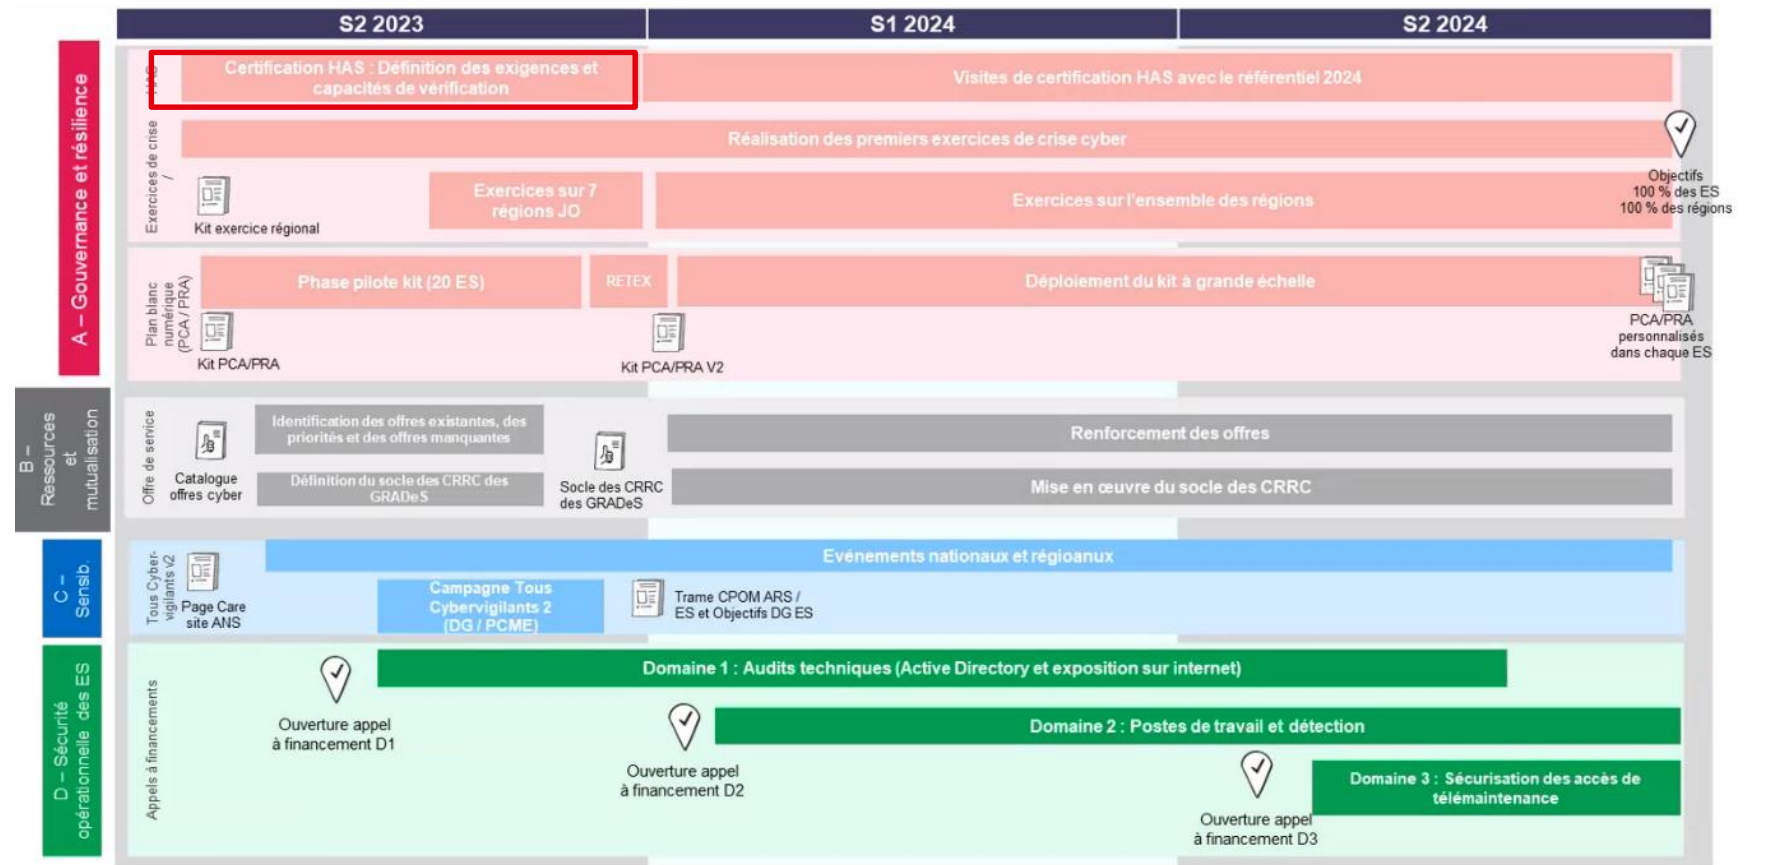 S2 2023
S1 2024
S2 2024
A – Gouvernance et résilience
HAS
Certification HAS : Définition des exigences et
capacités de vérification
Visites de certification HAS avec le référentiel 2024
Exercices de crise
/
Réalisation des premiers exercices de crise cyber
Kit exercice régional
Exercices sur 7
régions JO
Exercices sur l'ensemble des régions
Objectifs
100 % des ES
100 % des régions
Plan blanc
numérique
(PCA / PRA)
Phase pilote kit (20 ES)
RETEX
Déploiement du kit à grande échelle
Kit PCA/PRA
Kit PCA/PRA V2
PCA/PRA
personnalisés
dans chaque ES
B –
Ressources
et
mutualisation
Offre de service
Catalogue
offres cyber
Identification des offres existantes, des
priorités et des offres manquantes
Définition du socle des CRRC des
GRADeS
Socle des CRRC
des GRADeS
Renforcement des offres
Mise en œuvre du socle des CRRC
C –
Sensib.
Tous Cyber-
vigilants v2
Page Care
site ANS
Evénements nationaux et régioanux
Campagne Tous
Cybervigilants 2
(DG / PCME)
Trame CPOM ARS /
ES et Objectifs DG ES
D – Sécurité
opérationnelle des ES
Appels à financements
Ouverture appel
à financement D1
Domaine 1 : Audits techniques (Active Directory et exposition sur internet)
Ouverture appel
à financement D2
Domaine 2 : Postes de travail et détection
Ouverture appel
à financement D3
Domaine 3 : Sécurisation des accès de
télémaintenance